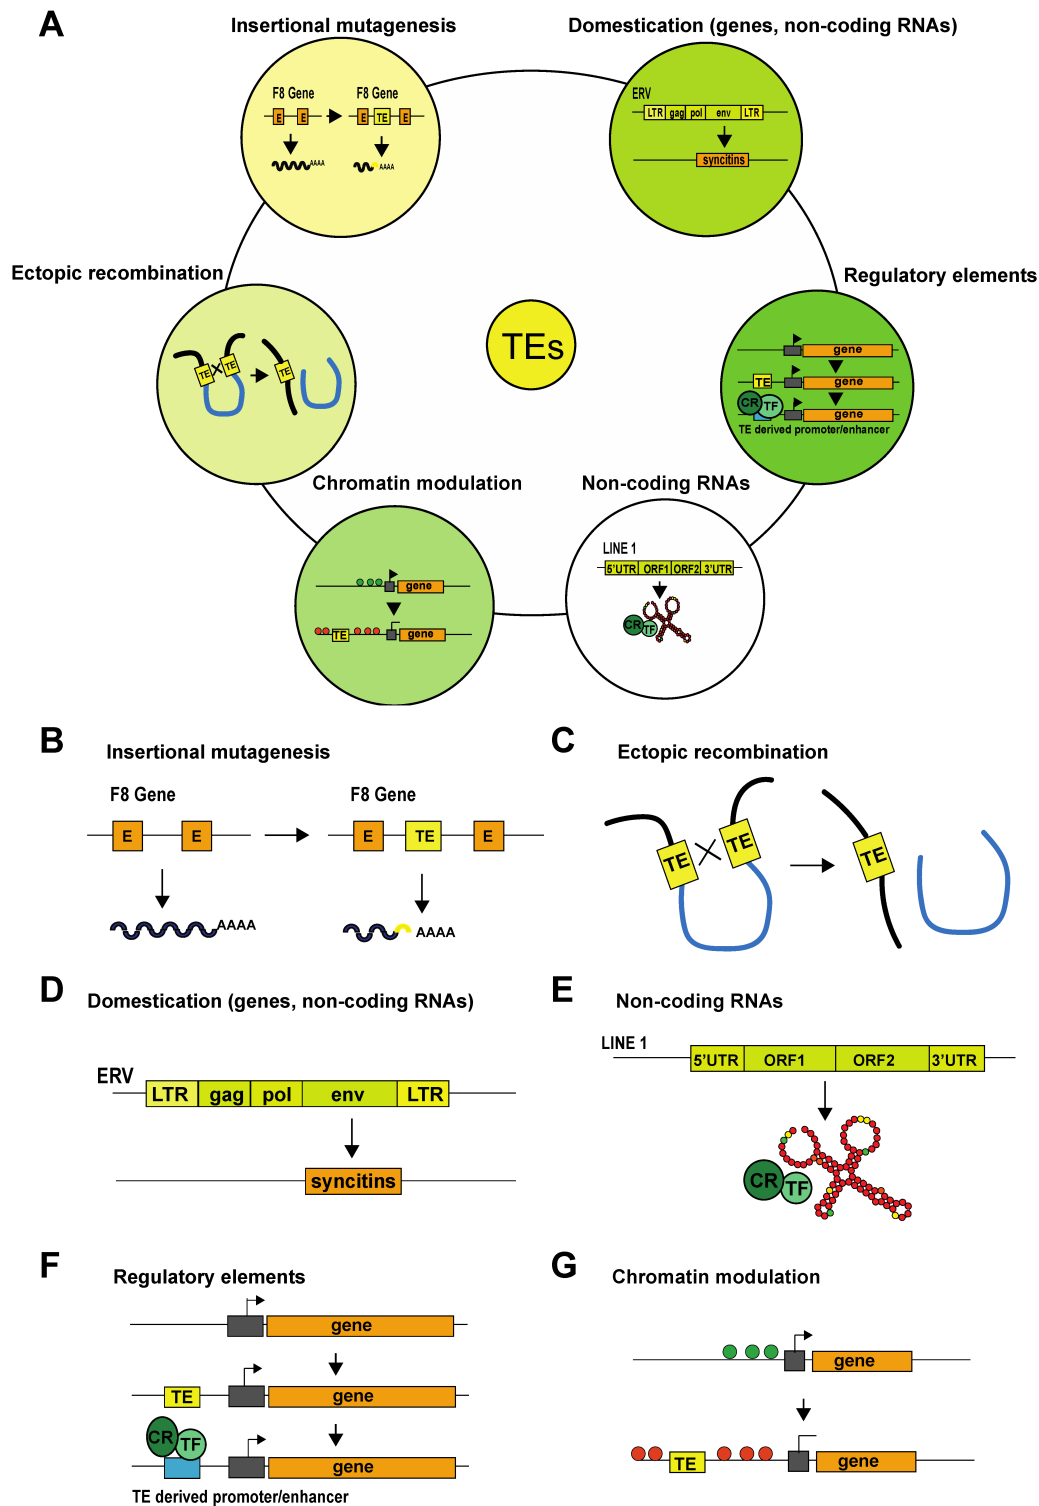 A
Insertional mutagenesis
Domestication (genes, non-coding RNAs)
F8 Gene
F8 Gene
E E
E TE E
AAAA
AAAA
ERV
LTR gag pol env LTR
syncitins
Ectopic recombination
TE TE
TE
TEs
Regulatory elements
gene
TE
gene
CR TF
gene
TE derived promoter/enhancer
Chromatin modulation
gene
TE
gene
Non-coding RNAs
LINE 1
5'UTR ORF1 ORF2 3'UTR
CR TF
B
Insertional mutagenesis
F8 Gene
F8 Gene
E E
E TE E
AAAA
AAAA
C
Ectopic recombination
TE TE
TE
D
Domestication (genes, non-coding RNAs)
ERV
LTR gag pol env LTR
syncitins
E
Non-coding RNAs
LINE 1
5'UTR ORF1 ORF2 3'UTR
CR TF
F
Regulatory elements
gene
TE
gene
CR TF
gene
TE derived promoter/enhancer
G
Chromatin modulation
gene
TE
gene